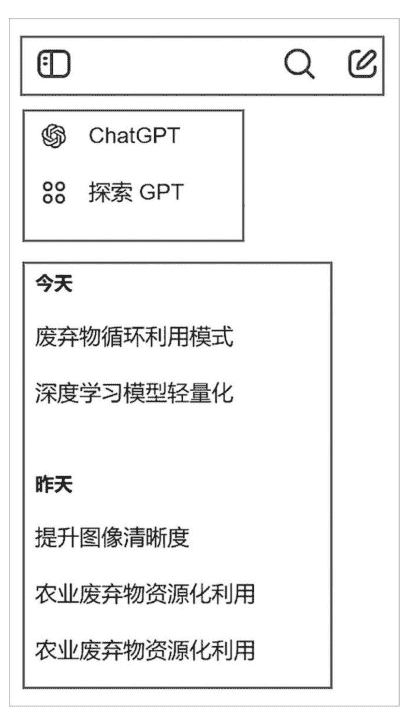 ChatGPT
探索 GPT
今天
废弃物循环利用模式
深度学习模型轻量化
昨天
提升图像清晰度
农业废弃物资源化利用
农业废弃物资源化利用